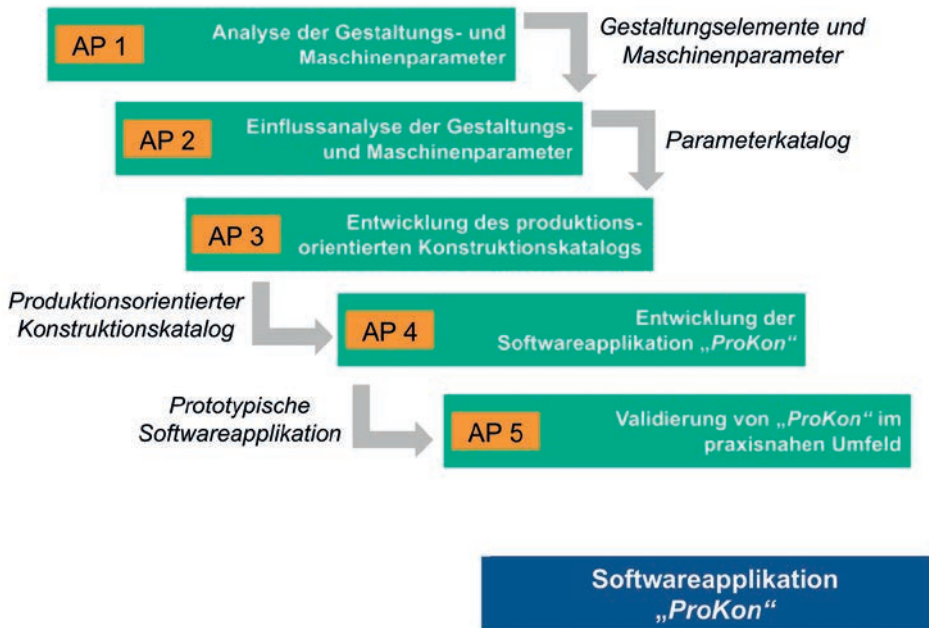 AP 1
Analyse der Gestaltungs- und
Maschinenparameter
Gestaltungselemente und
Maschinenparameter
AP 2
Einflussanalyse der Gestaltungs-
und Maschinenparameter
Parameterkatalog
AP 3
Entwicklung des produktions-
orientierten Konstruktionskatalogs
Produktionsorientierter
Konstruktionskatalog
AP 4
Entwicklung der
Softwareapplikation „ProKon“
Prototypische
Softwareapplikation
AP 5
Validierung von „ProKon“ im
praxisnahen Umfeld
Softwareapplikation
„ProKon“